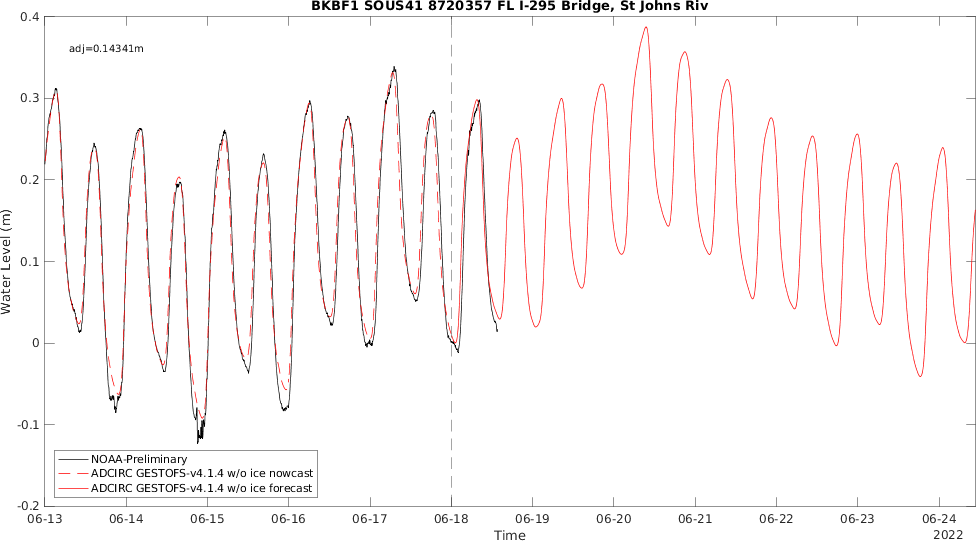 BKBF1 SOUS41 8720357 FL I-295 Bridge, St Johns Riv
0.4
adj=0.14341m
0.3
0.2
0.1
0
-0.1
-0.2
Water Level (m)
NOAA-Preliminary
ADCIRC GESTOFS-v4.1.4 w/o ice nowcast
ADCIRC GESTOFS-v4.1.4 w/o ice forecast
06-13 06-14 06-15 06-16 06-17 06-18 06-19 06-20 06-21 06-22 06-23 06-24
Time
2022